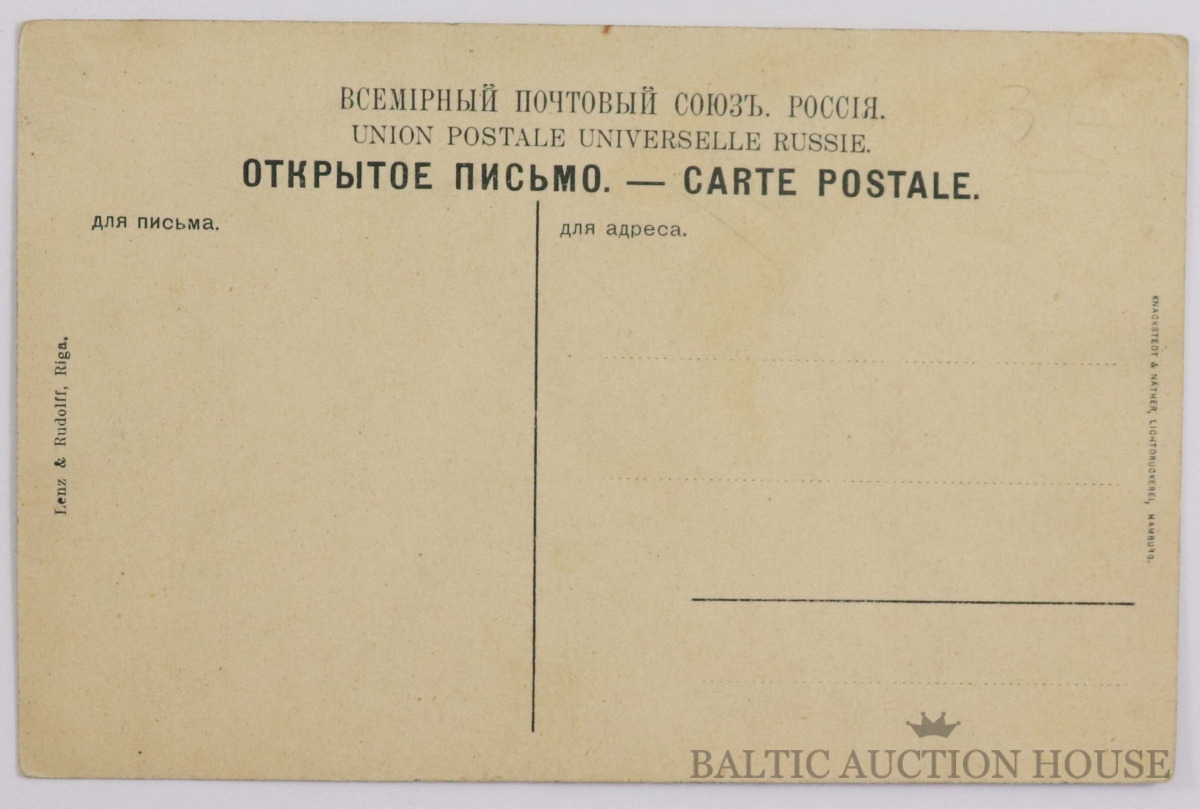 ВСЕМІРНЫЙ ПОЧТОВЫЙ СОЮЗЪ. РОССІЯ.
UNION POSTALE UNIVERSELLE RUSSIE.
ОТКРЫТОЕ ПИСЬМО. — CARTE POSTALE.
для письма.
для адреса.
Lenz & Rudolff, Riga.
KNACKSTEDT & NÄTHER, LICHTDRUCKEREI, HAMBURG.
3
BALTIC AUCTION HOUSE